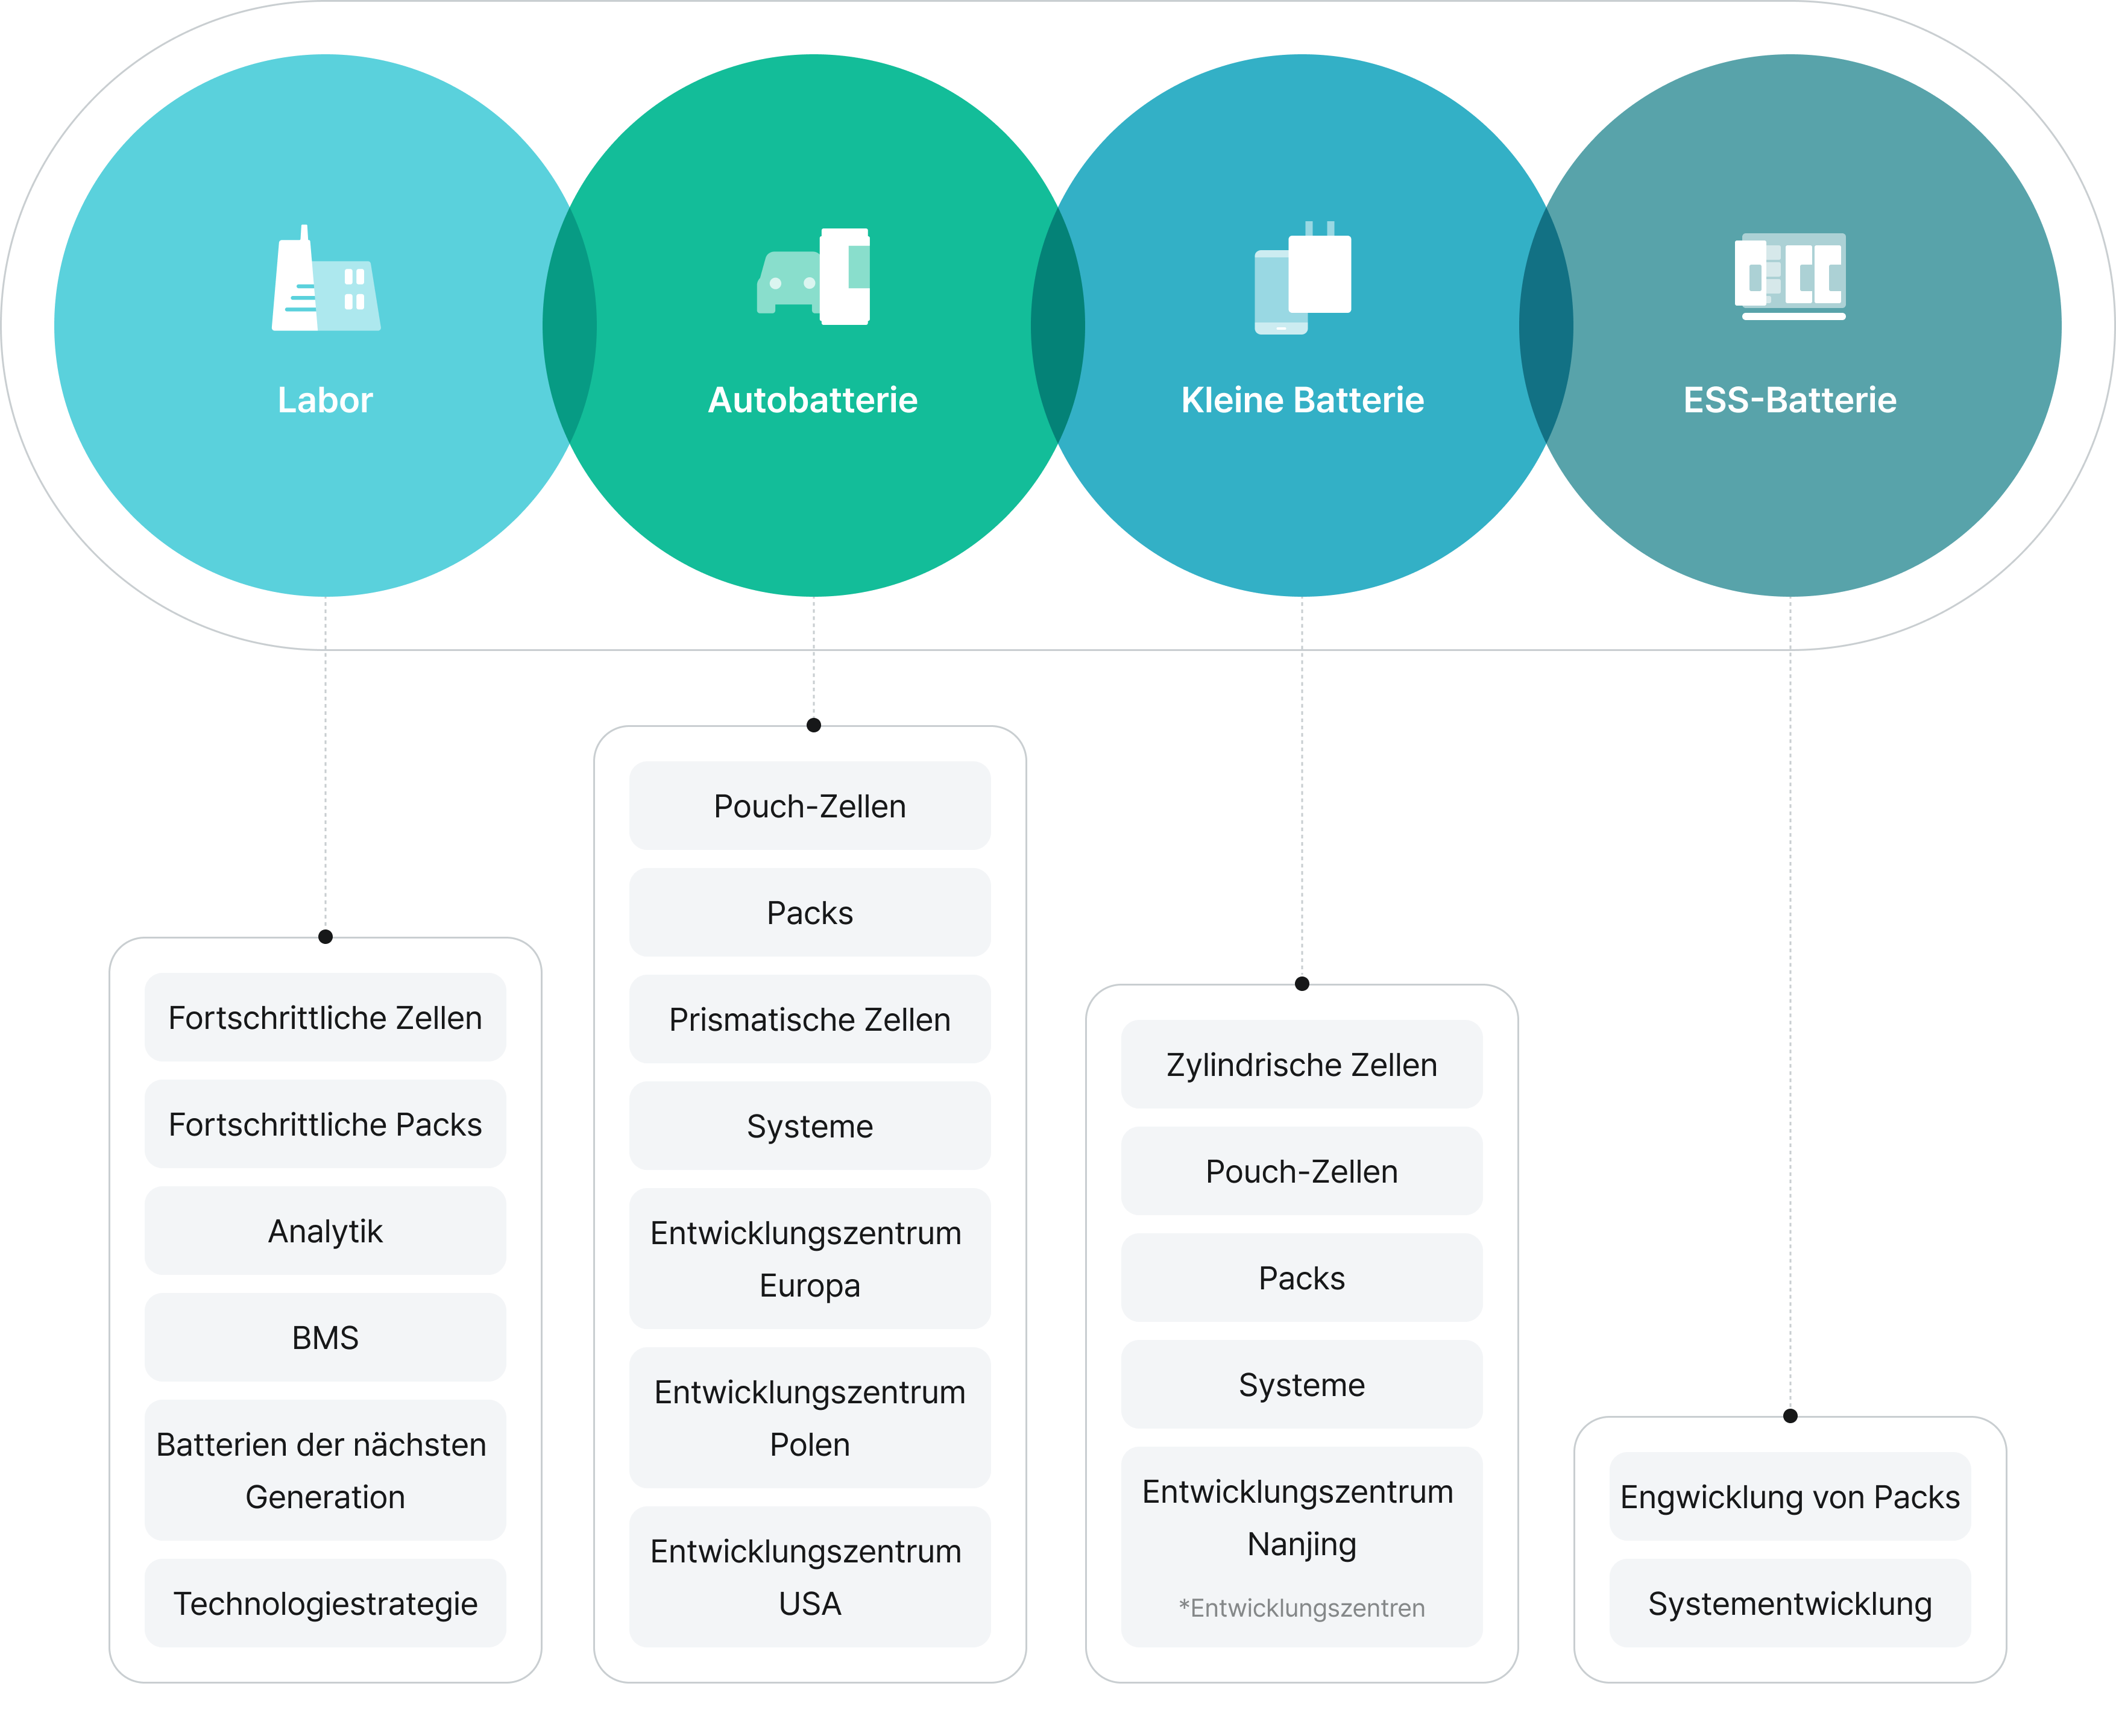 Labor
Autobatterie
Kleine Batterie
ESS-Batterie
Fortschrittliche Zellen
Fortschrittliche Packs
Analytik
BMS
Batterien der nächsten
Generation
Technologiestrategie
Pouch-Zellen
Packs
Prismatische Zellen
Systeme
Entwicklungszentrum
Europa
Entwicklungszentrum
Polen
Entwicklungszentrum
USA
Zylindrische Zellen
Pouch-Zellen
Packs
Systeme
Entwicklungszentrum
Nanjing
*Entwicklungszentren
Engwicklung von Packs
Systementwicklung